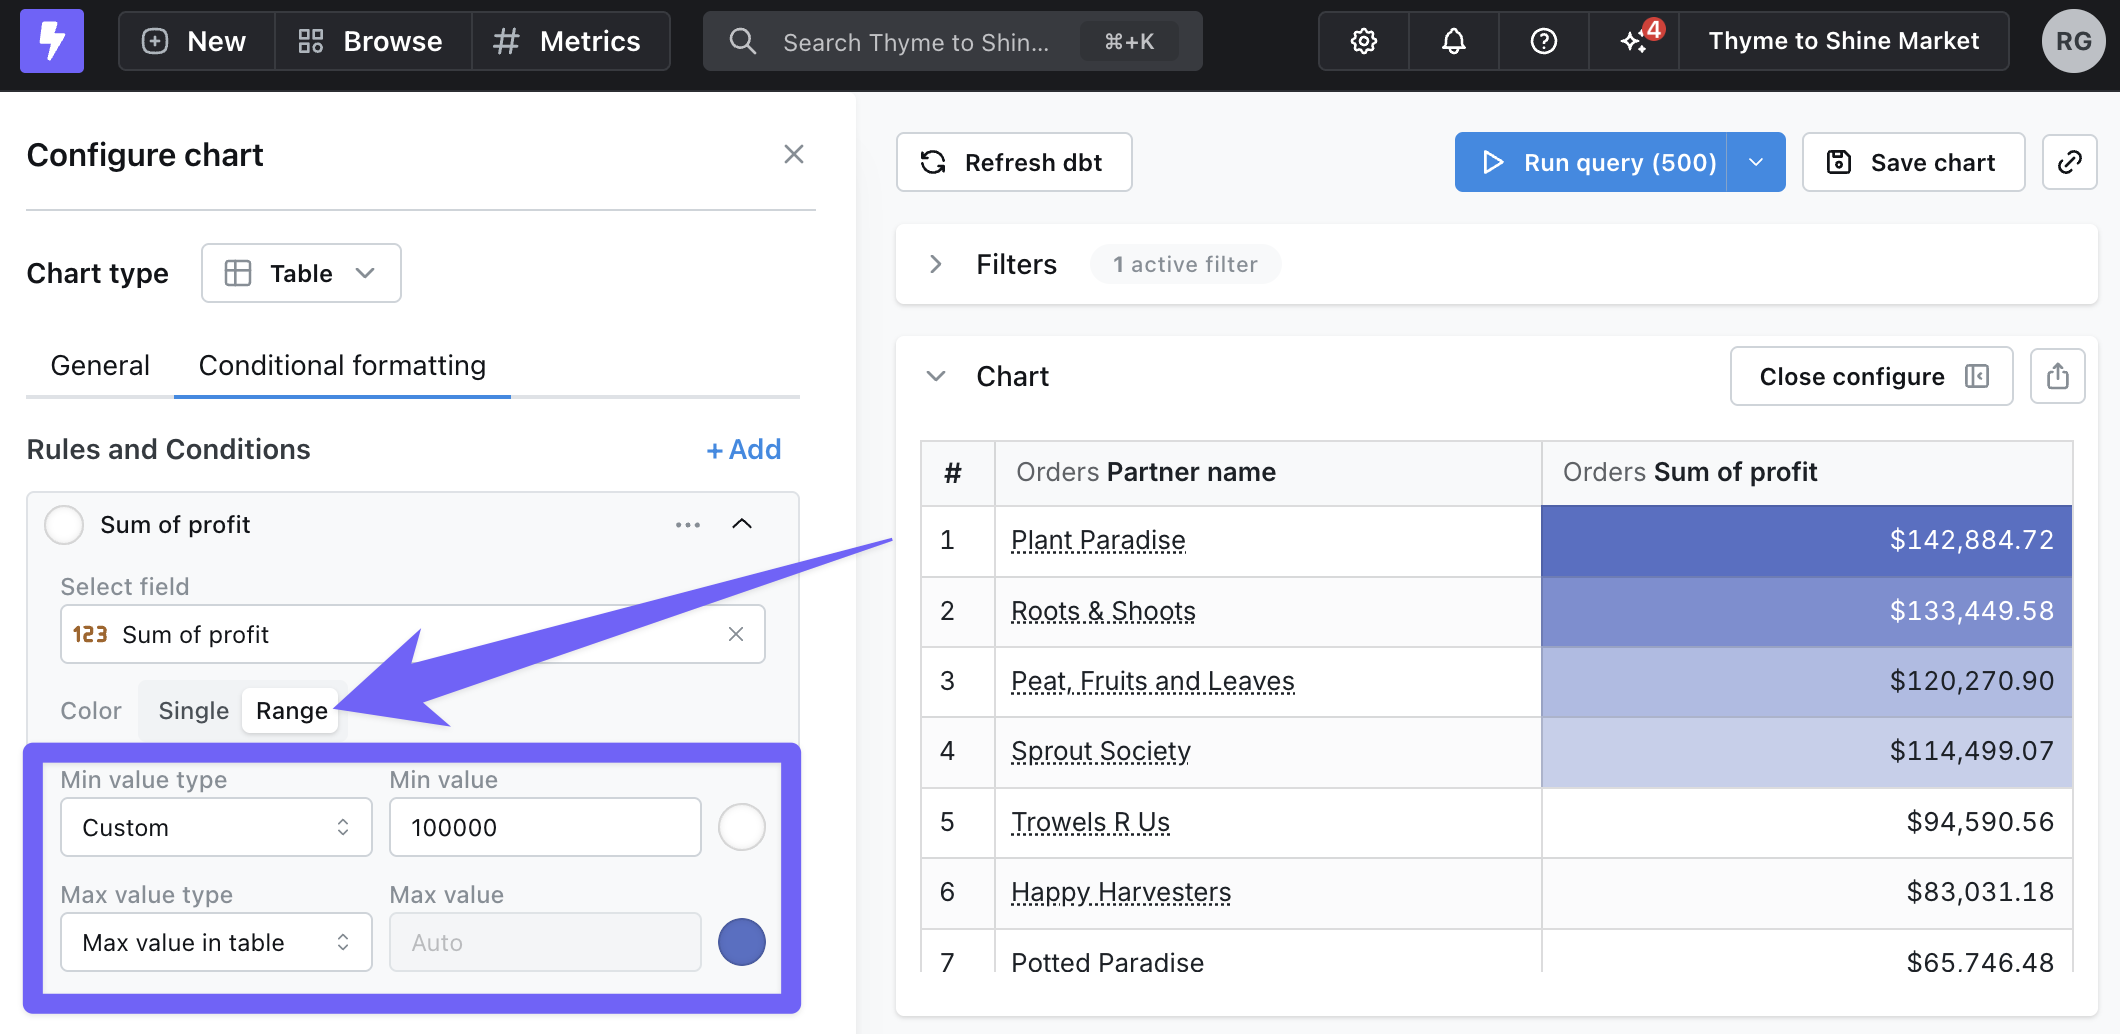 New
Browse
Metrics
Search Thyme to Shin...
⌘+K
4
Thyme to Shine Market
RG
Configure chart
Chart type
Table
General
Conditional formatting
Rules and Conditions
+ Add
Sum of profit
Select field
123 Sum of profit
Color
Single
Range
Min value type
Min value
Custom
100000
Max value type
Max value
Max value in table
Auto
Refresh dbt
Run query (500)
Save chart
Filters
1 active filter
Chart
Close configure
# Orders Partner name Orders Sum of profit
1 Plant Paradise $142,884.72
2 Roots & Shoots $133,449.58
3 Peat, Fruits and Leaves $120,270.90
4 Sprout Society $114,499.07
5 Trowels R Us $94,590.56
6 Happy Harvesters $83,031.18
7 Potted Paradise $65,746.48